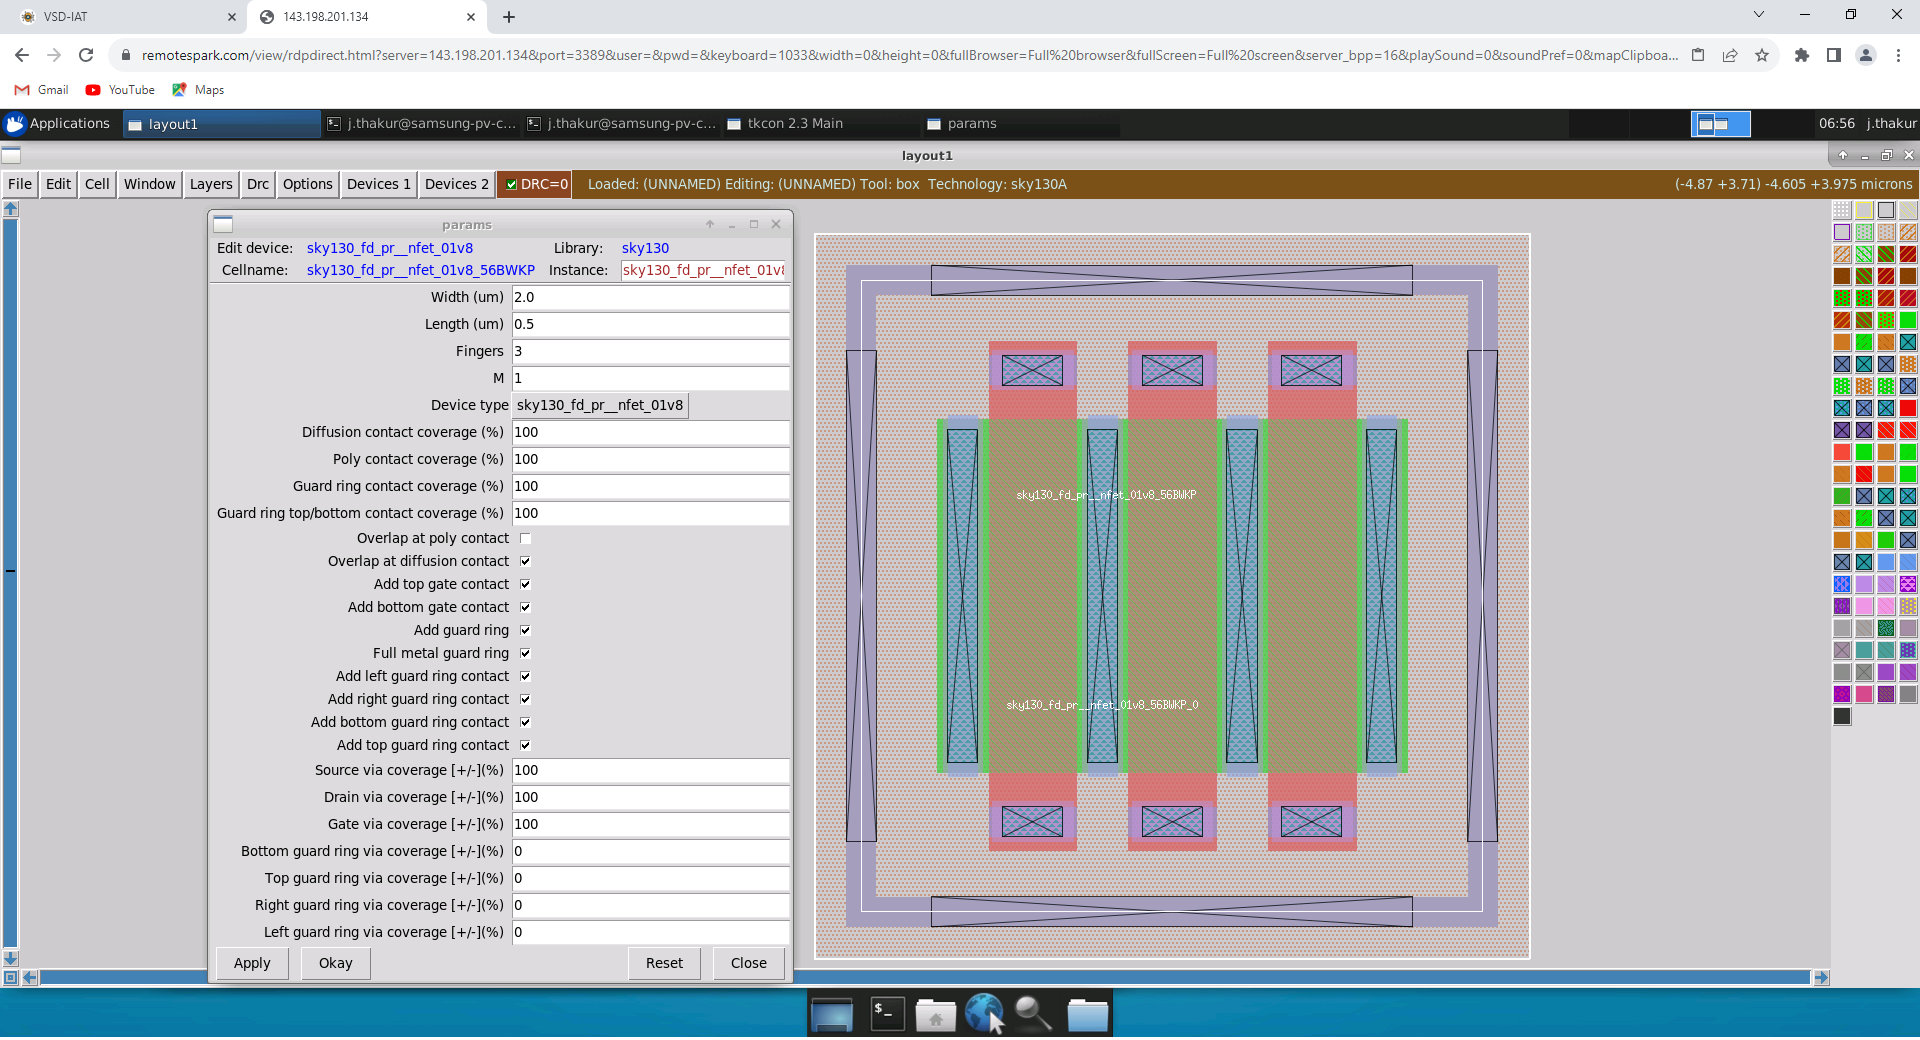 VSD-IAT
143.198.201.134
remotespark.com/view/rdpdirect.html?server=143.198.201.134&port=3389&user=&pwd=&keyboard=1033&width=0&height=0&fullBrowser=Full%20browser&fullScreen=Full%20screen&server_bpp=16&playSound=0&soundPref=0&mapClipboa...
Gmail YouTube Maps
Applications layout1 j.thakur@samsung-pv-c... j.thakur@samsung-pv-c... tkcon 2.3 Main params 06:56 j.thakur
layout1
File Edit Cell Window Layers Drc Options Devices 1 Devices 2 DRC=0 Loaded: (UNNAMED) Editing: (UNNAMED) Tool: box Technology: sky130A (-4.87 +3.71) -4.605 +3.975 microns
params
Edit device: sky130_fd_pr__nfet_01v8 Library: sky130
Cellname: sky130_fd_pr__nfet_01v8_56BWKP Instance: sky130_fd_pr__nfet_01v8
Width (um) 2.0
Length (um) 0.5
Fingers 3
M 1
Device type sky130_fd_pr__nfet_01v8
Diffusion contact coverage (%) 100
Poly contact coverage (%) 100
Guard ring contact coverage (%) 100
Guard ring top/bottom contact coverage (%) 100
Overlap at poly contact
Overlap at diffusion contact
Add top gate contact
Add bottom gate contact
Add guard ring
Full metal guard ring
Add left guard ring contact
Add right guard ring contact
Add bottom guard ring contact
Add top guard ring contact
Source via coverage [+/-](%) 100
Drain via coverage [+/-](%) 100
Gate via coverage [+/-](%) 100
Bottom guard ring via coverage [+/-](%) 0
Top guard ring via coverage [+/-](%) 0
Right guard ring via coverage [+/-](%) 0
Left guard ring via coverage [+/-](%) 0
Apply Okay Reset Close
sky130_fd_pr__nfet_01v8_56BWKP
sky130_fd_pr__nfet_01v8_56BWKP_0
$_